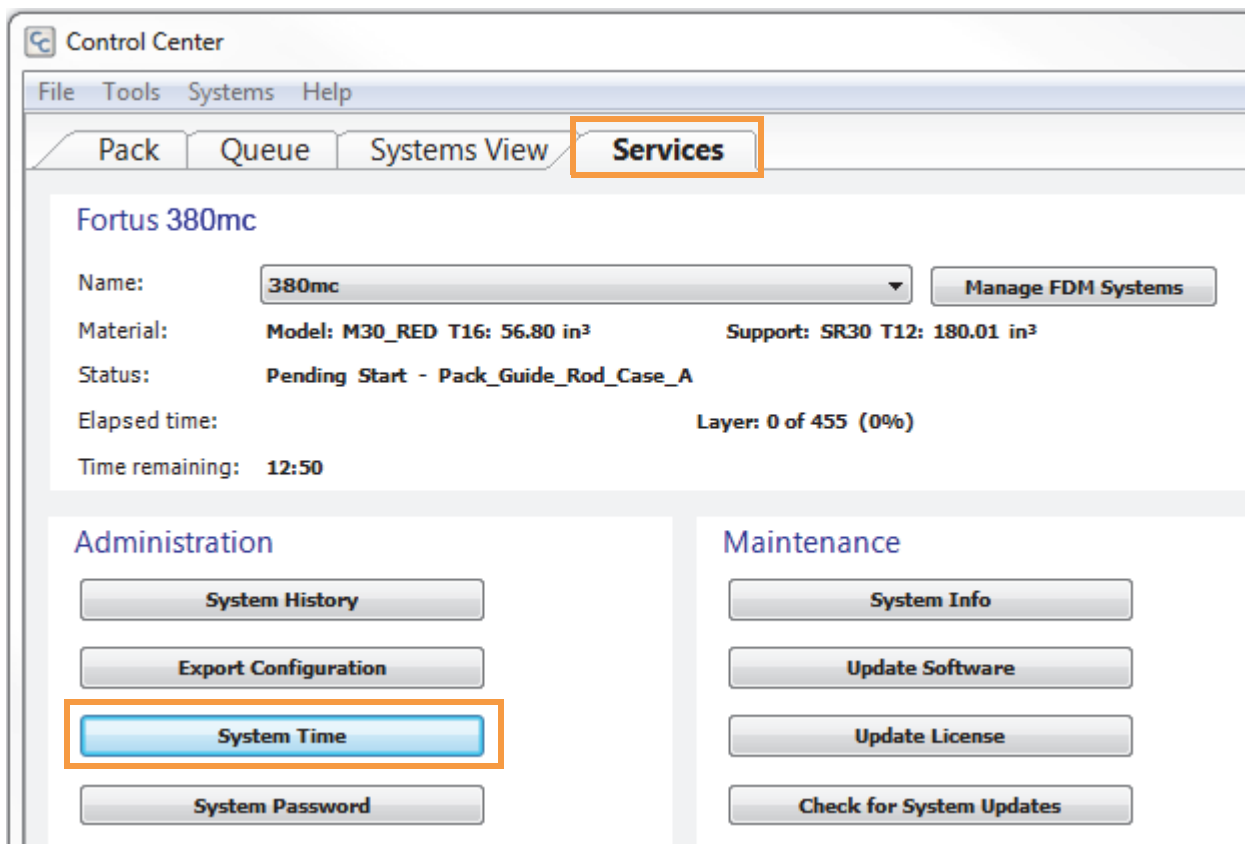 Control Center
File Tools Systems Help
Pack Queue Systems View Services
Fortus 380mc
Name: 380mc Manage FDM Systems
Material: Model: M30_RED T16: 56.80 in³ Support: SR30 T12: 180.01 in³
Status: Pending Start - Pack_Guide_Rod_Case_A
Elapsed time: Layer: 0 of 455 (0%)
Time remaining: 12:50
Administration Maintenance
System History System Info
Export Configuration Update Software
System Time Update License
System Password Check for System Updates